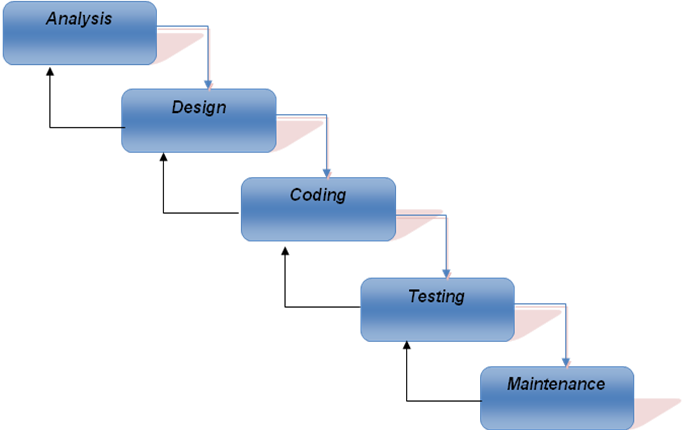 Analysis
Design
Coding
Testing
Maintenance